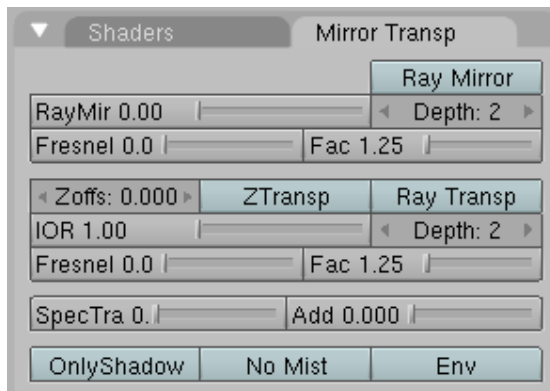 Shaders Mirror Transp
Ray Mirror
RayMir 0.00 Depth: 2
Fresnel 0.0 Fac 1.25
Zoffs: 0.000 ZTransp Ray Transp
IOR 1.00 Depth: 2
Fresnel 0.0 Fac 1.25
SpecTra 0. Add 0.000
OnlyShadow No Mist Env